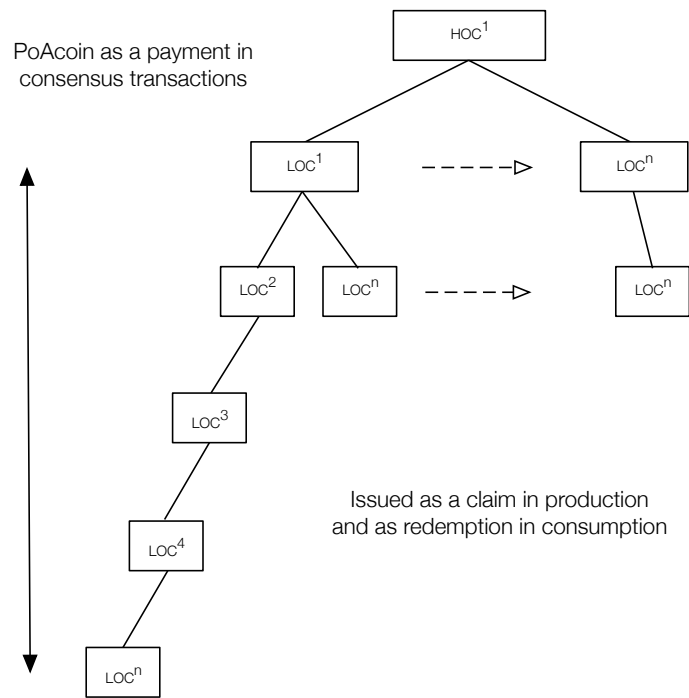 PoAcoin as a payment in
consensus transactions
HOC¹
LOC¹
LOCⁿ
LOC²
LOCⁿ
LOCⁿ
LOC³
Issued as a claim in production
and as redemption in consumption
LOC⁴
LOCⁿ